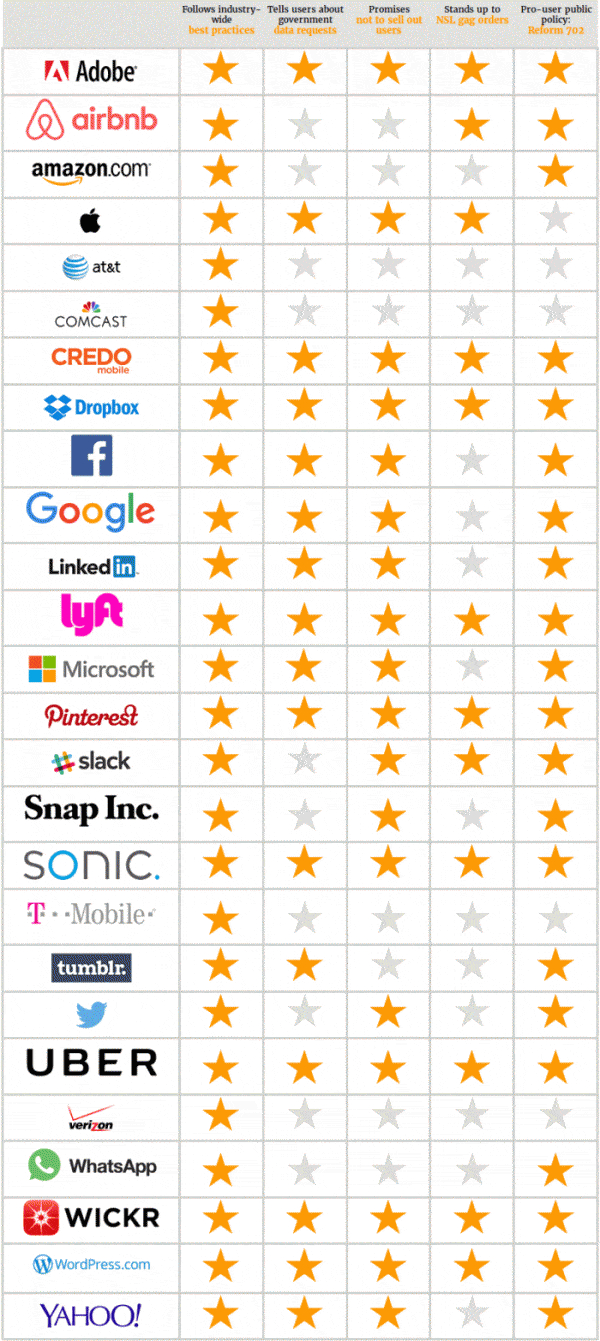 Follows industry- Tells users about Promises Stands up to Pro-user public
wide government not to sell out NSL gag orders policy:
best practices data requests users Reform 702
Adobe
airbnb
amazon.com
at&t
COMCAST
CREDO
mobile
Dropbox
f
Google
Linked in
lyft
Microsoft
Pinterest
slack
Snap Inc.
sonic.
T··Mobile·
tumblr.
UBER
verizon
WhatsApp
WICKR
W WordPress.com
YAHOO!